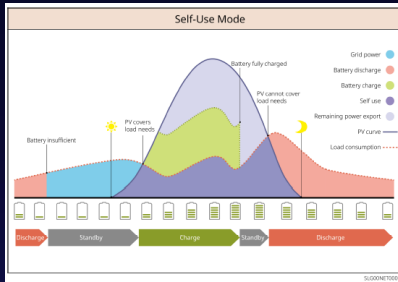 Self-Use Mode
Grid power
Battery discharge
Battery charge
Self use
Remaining power export
PV curve
Load consumption
Battery fully charged
PV cannot cover
load needs
PV covers
load needs
Battery insufficient
Discharge
Standby
Charge
Standby
Discharge